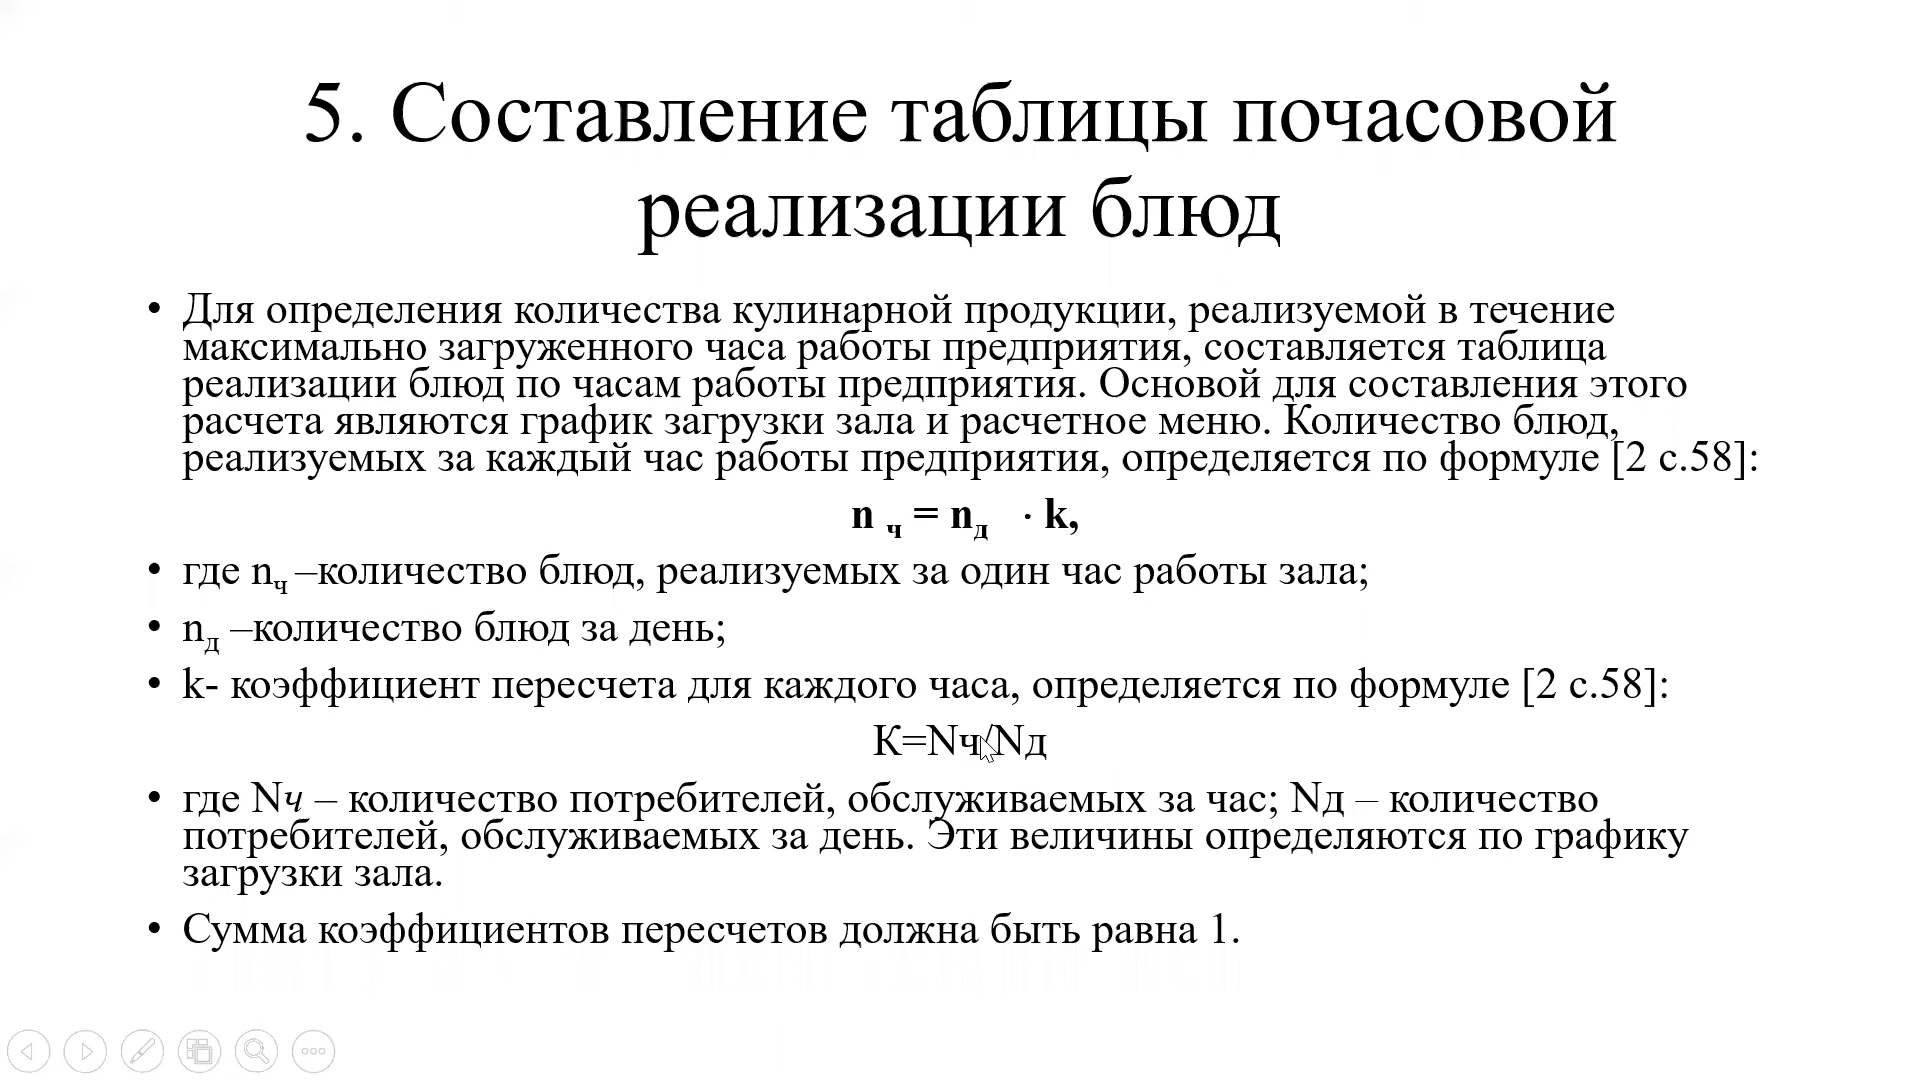 5. Составление таблицы почасовой
реализации блюд
• Для определения количества кулинарной продукции, реализуемой в течение
максимально загруженного часа работы предприятия, составляется таблица
реализации блюд по часам работы предприятия. Основой для составления этого
расчета являются график загрузки зала и расчетное меню. Количество блюд,
реализуемых за каждый час работы предприятия, определяется по формуле [2 с.58]:
n ч = nд · k,
• где nч –количество блюд, реализуемых за один час работы зала;
• nд –количество блюд за день;
• k- коэффициент пересчета для каждого часа, определяется по формуле [2 с.58]:
К=Nч/Nд
• где Nч – количество потребителей, обслуживаемых за час; Nд – количество
потребителей, обслуживаемых за день. Эти величины определяются по графику
загрузки зала.
• Сумма коэффициентов пересчетов должна быть равна 1.